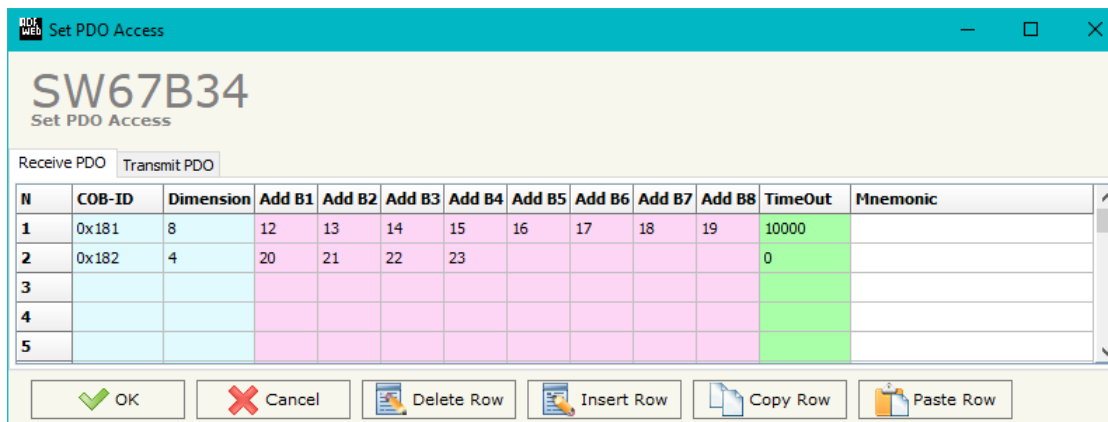 ADF web Set PDO Access
SW67B34
Set PDO Access
Receive PDO Transmit PDO
N COB-ID Dimension Add B1 Add B2 Add B3 Add B4 Add B5 Add B6 Add B7 Add B8 TimeOut Mnemonic
1 0x181 8 12 13 14 15 16 17 18 19 10000
2 0x182 4 20 21 22 23 0
3
4
5
OK Cancel Delete Row Insert Row Copy Row Paste Row